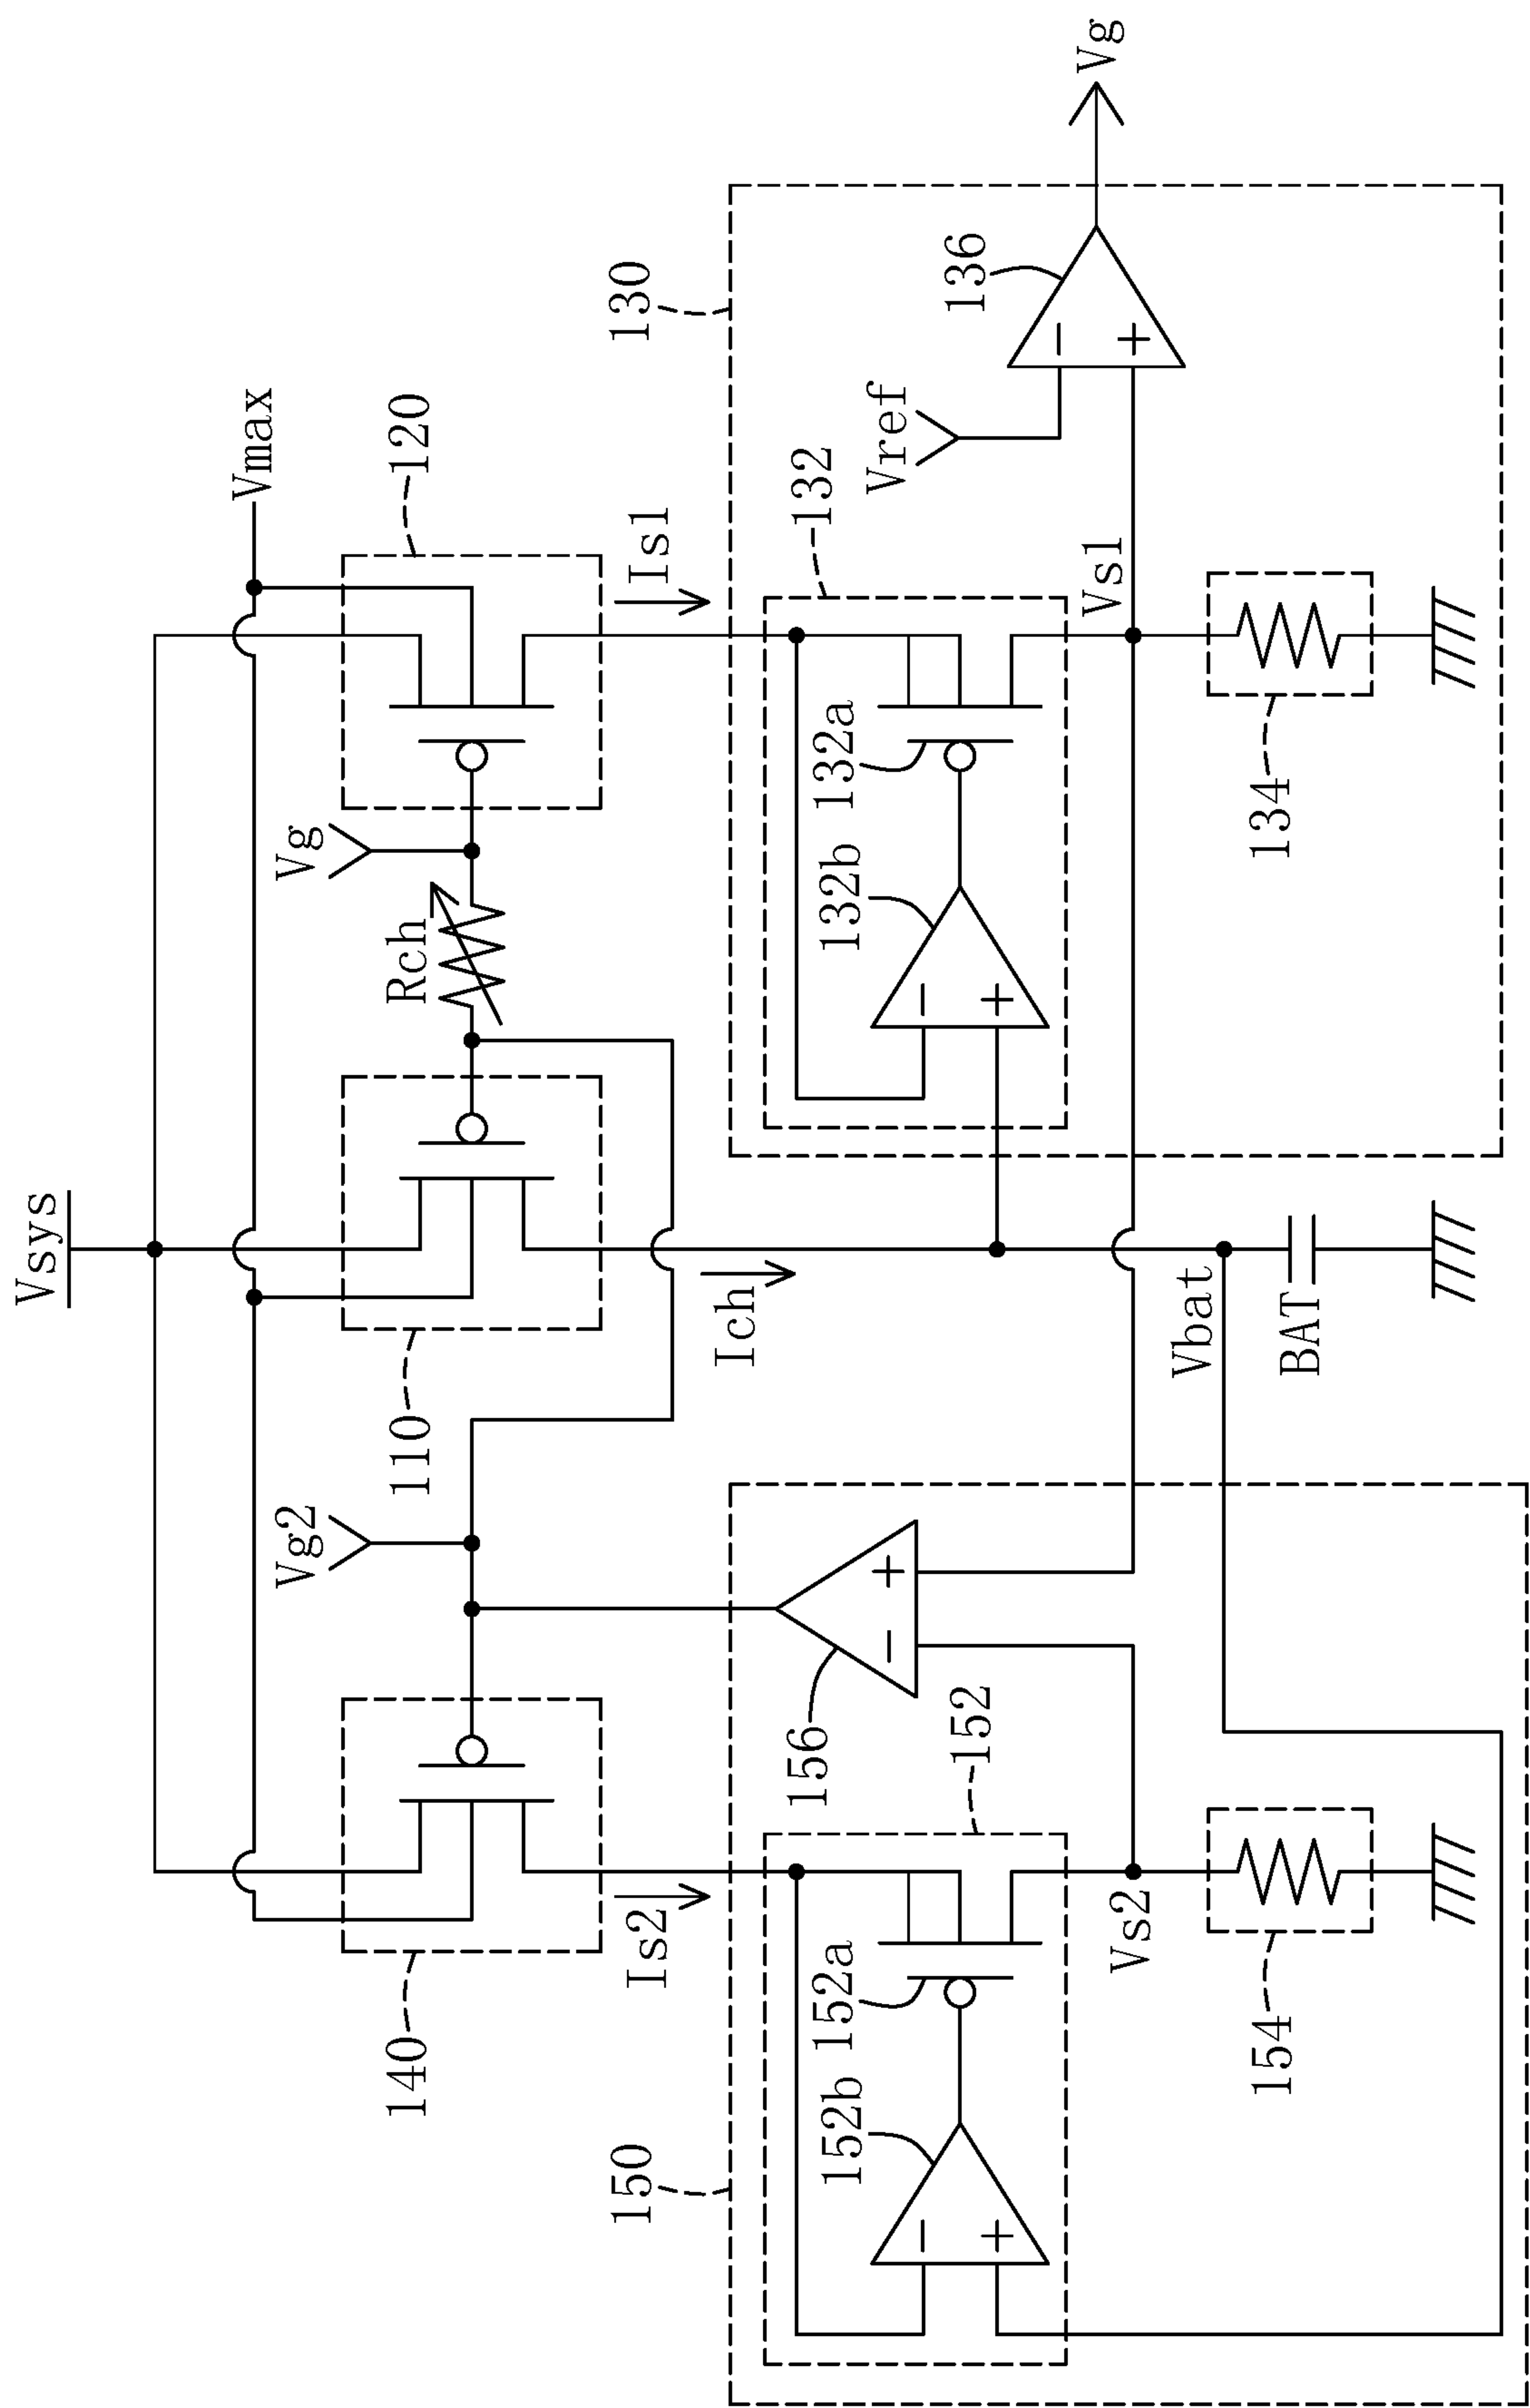 Vsys
Vmax
140
Vg2
110
Rch
Vg
120
Is2
Ich
Is1
150
130
152b
152a
152
156
132b
132a
132
Vref
136
Vg
−
+
−
+
−
+
−
+
Vs2
Vbat
Vs1
154
BAT
134